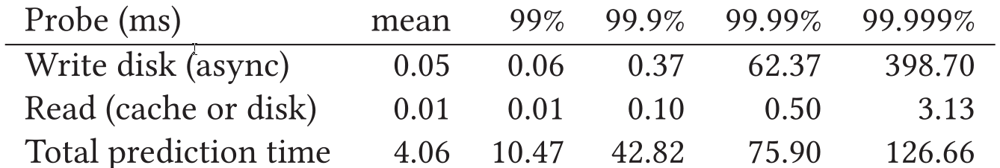 Probe (ms) mean 99% 99.9% 99.99% 99.999%
Write disk (async) 0.05 0.06 0.37 62.37 398.70
Read (cache or disk) 0.01 0.01 0.10 0.50 3.13
Total prediction time 4.06 10.47 42.82 75.90 126.66